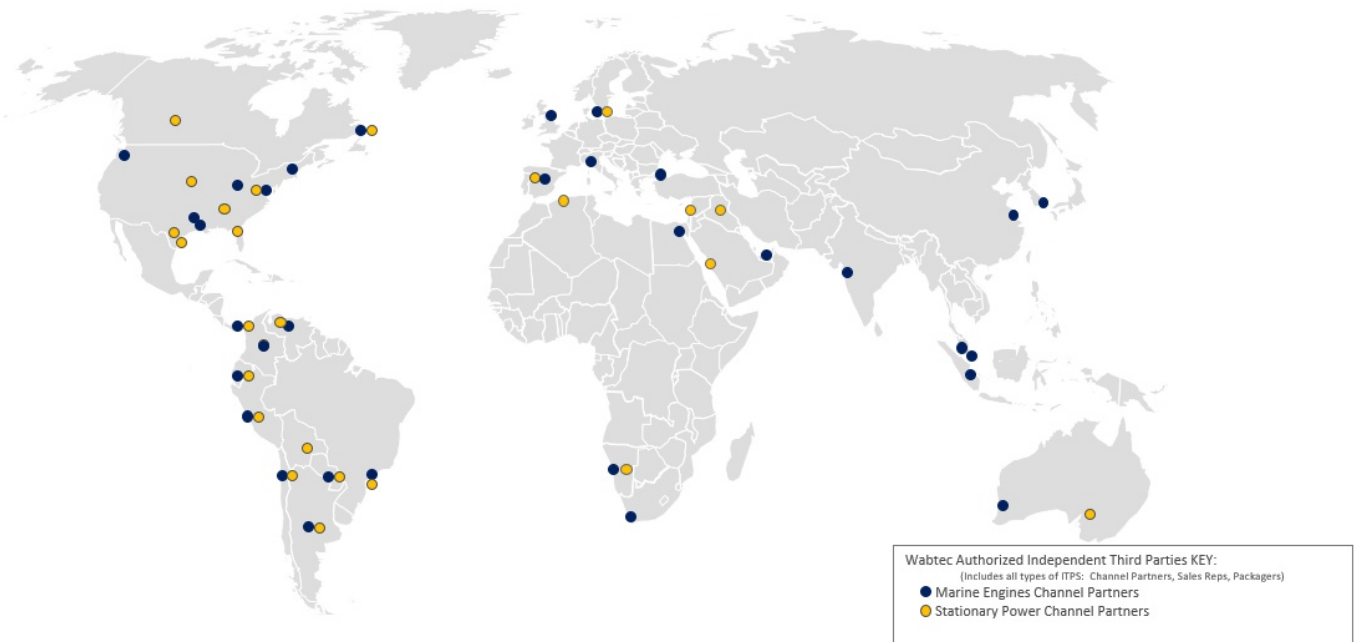 Wabtec Authorized Independent Third Parties KEY:
(Includes all types of ITPS: Channel Partners, Sales Reps, Packagers)
Marine Engines Channel Partners
Stationary Power Channel Partners